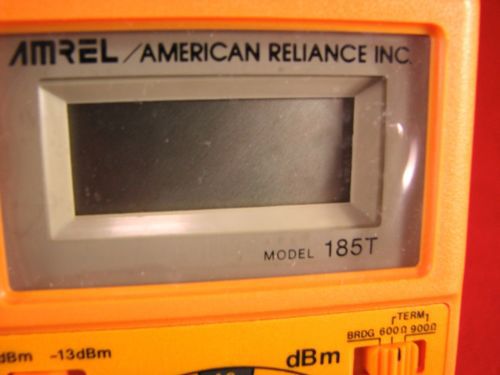 AMREL/AMERICAN RELIANCE INC.
MODEL 185T
TERM
BRDG 600Ω 900Ω
dBm -13dBm
dBm